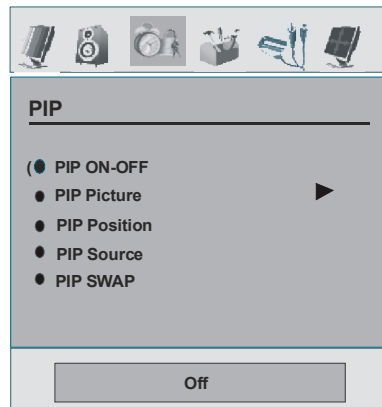 PIP
( PIP ON-OFF
PIP Picture
PIP Position
PIP Source
PIP SWAP
Off